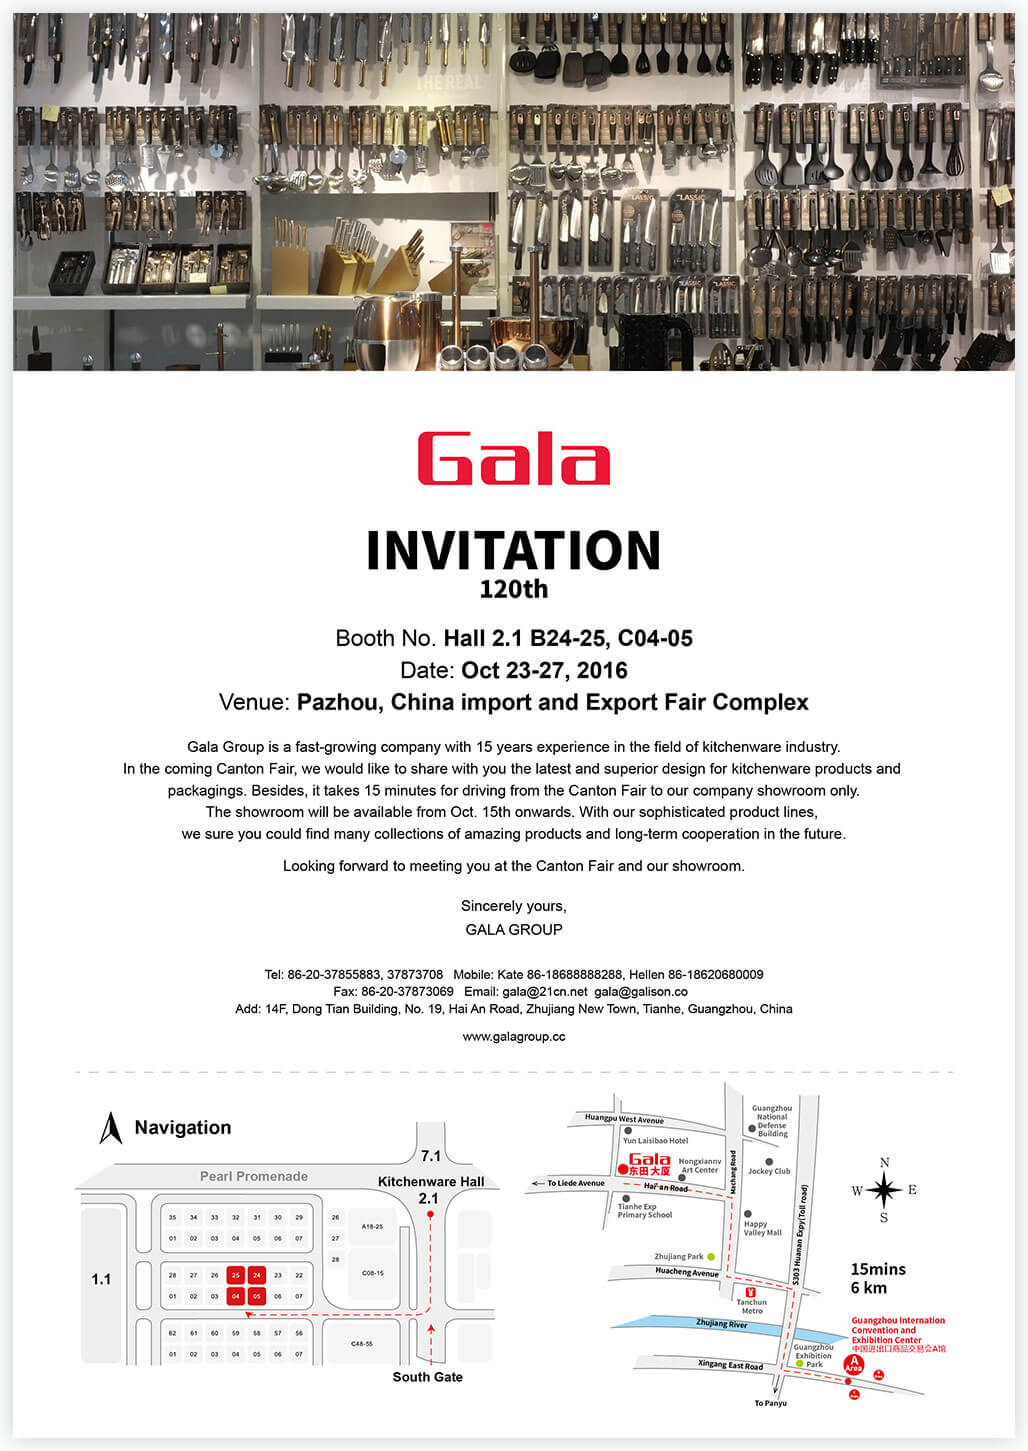 THE REAL
CLASSIC
CLASSIC
CLASSIC
Gala
INVITATION
120th
Booth No. Hall 2.1 B24-25, C04-05
Date: Oct 23-27, 2016
Venue: Pazhou, China import and Export Fair Complex
Gala Group is a fast-growing company with 15 years experience in the field of kitchenware industry.
In the coming Canton Fair, we would like to share with you the latest and superior design for kitchenware products and
packagings. Besides, it takes 15 minutes for driving from the Canton Fair to our company showroom only.
The showroom will be available from Oct. 15th onwards. With our sophisticated product lines,
we sure you could find many collections of amazing products and long-term cooperation in the future.
Looking forward to meeting you at the Canton Fair and our showroom.
Sincerely yours,
GALA GROUP
Tel: 86-20-37855883, 37873708 Mobile: Kate 86-18688888288, Hellen 86-18620680009
Fax: 86-20-37873069 Email: gala@21cn.net gala@galison.co
Add: 14F, Dong Tian Building, No. 19, Hai An Road, Zhujiang New Town, Tianhe, Guangzhou, China
www.galagroup.cc
Navigation
Pearl Promenade
7.1
Kitchenware Hall
2.1
1.1
35 34 33 32 31 30 29
01 02 03 04 05 06 07
26
27
28
A18-25
28 27 26 25 24 23 22
01 02 03 04 05 06 07
C08-15
62 61 60 59 58 57 56
01 02 03 04 05 06 07
C48-55
South Gate
Huangpu West Avenue
Yun Laisibao Hotel
Guangzhou
National
Defense
Building
Gala
东田大厦
Hongxiannv
Art Center
Machang Road
Jockey Club
To Liede Avenue
Hai'an Road
Tianhe Exp
Primary School
Happy
Valley Mall
S303 Huanan Expy(Toll road)
N
W
E
S
Zhujiang Park
Huacheng Avenue
Tanchun
Metro
15mins
6 km
Zhujiang River
Guangzhou Internation
Convention and
Exhibition Center
中国进出口商品交易会A馆
Guangzhou
Exhibition
Park
A
Area
Xingang East Road
To Panyu